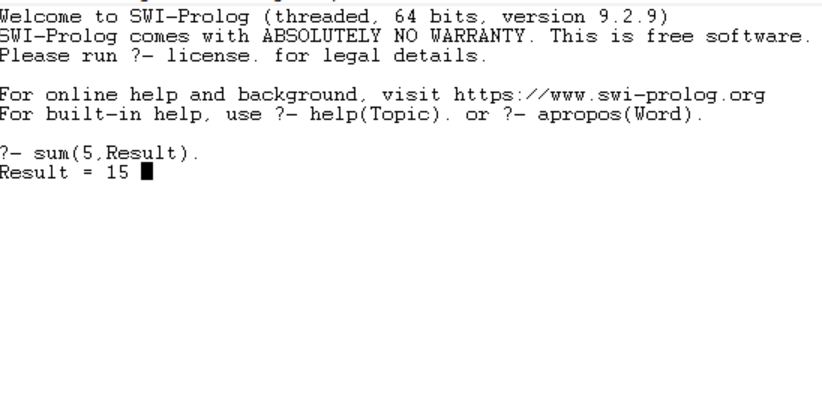 Welcome to SWI-Prolog (threaded, 64 bits, version 9.2.9)
SWI-Prolog comes with ABSOLUTELY NO WARRANTY. This is free software.
Please run ?- license. for legal details.
For online help and background, visit https://www.swi-prolog.org
For built-in help, use ?- help(Topic). or ?- apropos(Word).
?- sum(5,Result).
Result = 15